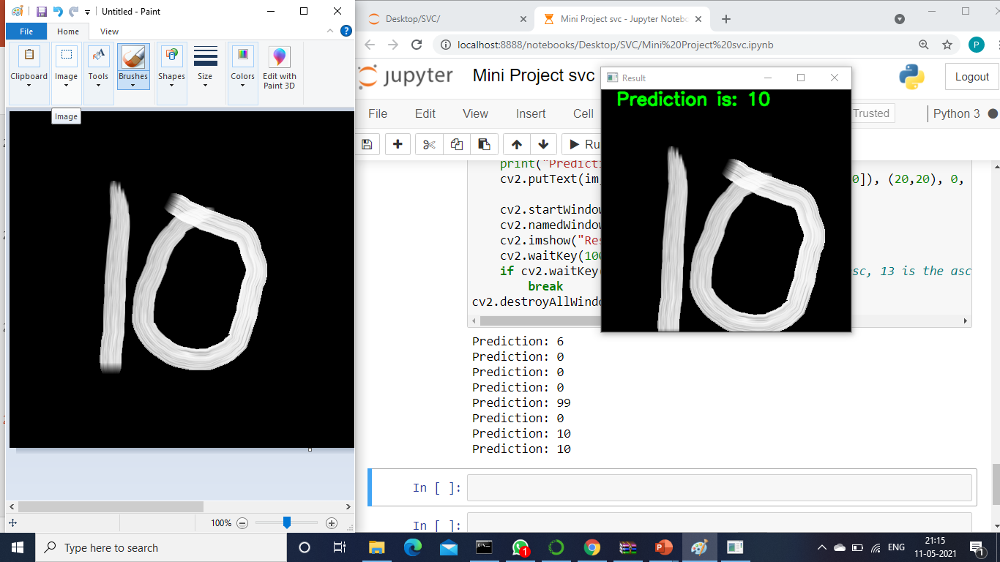 Untitled - Paint
File Home View
Clipboard Image Tools Brushes Shapes Size Colors Edit with Paint 3D
Image
10
100%
Desktop/SVC/
Mini Project svc - Jupyter Notebo
localhost:8888/notebooks/Desktop/SVC/Mini%20Project%20svc.ipynb
P
jupyter Mini Project svc
Logout
File Edit View Insert Cell
Trusted
Python 3
Ru
print("Predicti
cv2.putText(im, 0]), (20,20), 0,
cv2.startWindow
cv2.namedWindow
cv2.imshow("Res
cv2.waitKey(100
if cv2.waitKey( sc, 13 is the asc
break
cv2.destroyAllWindo
Result
Prediction is: 10
10
Prediction: 6
Prediction: 0
Prediction: 0
Prediction: 0
Prediction: 99
Prediction: 0
Prediction: 10
Prediction: 10
In [ ]:
In [ ]:
Type here to search
1
ENG
21:15
11-05-2021
1